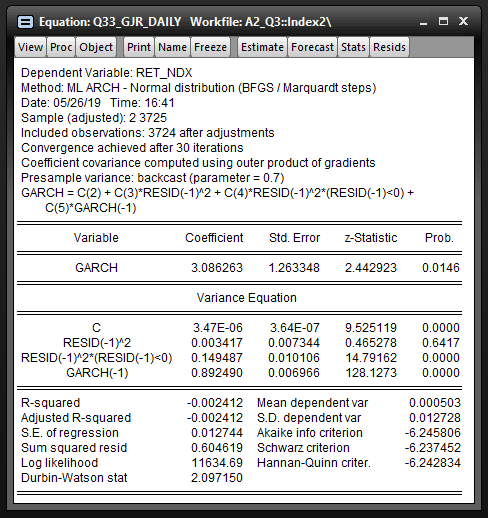 Equation: Q33_GJR_DAILY Workfile: A2_Q3::Index2\
View Proc Object Print Name Freeze Estimate Forecast Stats Resids
Dependent Variable: RET_NDX
Method: ML ARCH - Normal distribution (BFGS / Marquardt steps)
Date: 05/26/19 Time: 16:41
Sample (adjusted): 2 3725
Included observations: 3724 after adjustments
Convergence achieved after 30 iterations
Coefficient covariance computed using outer product of gradients
Presample variance: backcast (parameter = 0.7)
GARCH = C(2) + C(3)*RESID(-1)^2 + C(4)*RESID(-1)^2*(RESID(-1)<0) +
C(5)*GARCH(-1)
Variable Coefficient Std. Error z-Statistic Prob.
GARCH 3.086263 1.263348 2.442923 0.0146
Variance Equation
C 3.47E-06 3.64E-07 9.525119 0.0000
RESID(-1)^2 0.003417 0.007344 0.465278 0.6417
RESID(-1)^2*(RESID(-1)<0) 0.149487 0.010106 14.79162 0.0000
GARCH(-1) 0.892490 0.006966 128.1273 0.0000
R-squared -0.002412 Mean dependent var 0.000503
Adjusted R-squared -0.002412 S.D. dependent var 0.012728
S.E. of regression 0.012744 Akaike info criterion -6.245806
Sum squared resid 0.604619 Schwarz criterion -6.237452
Log likelihood 11634.69 Hannan-Quinn criter. -6.242834
Durbin-Watson stat 2.097150